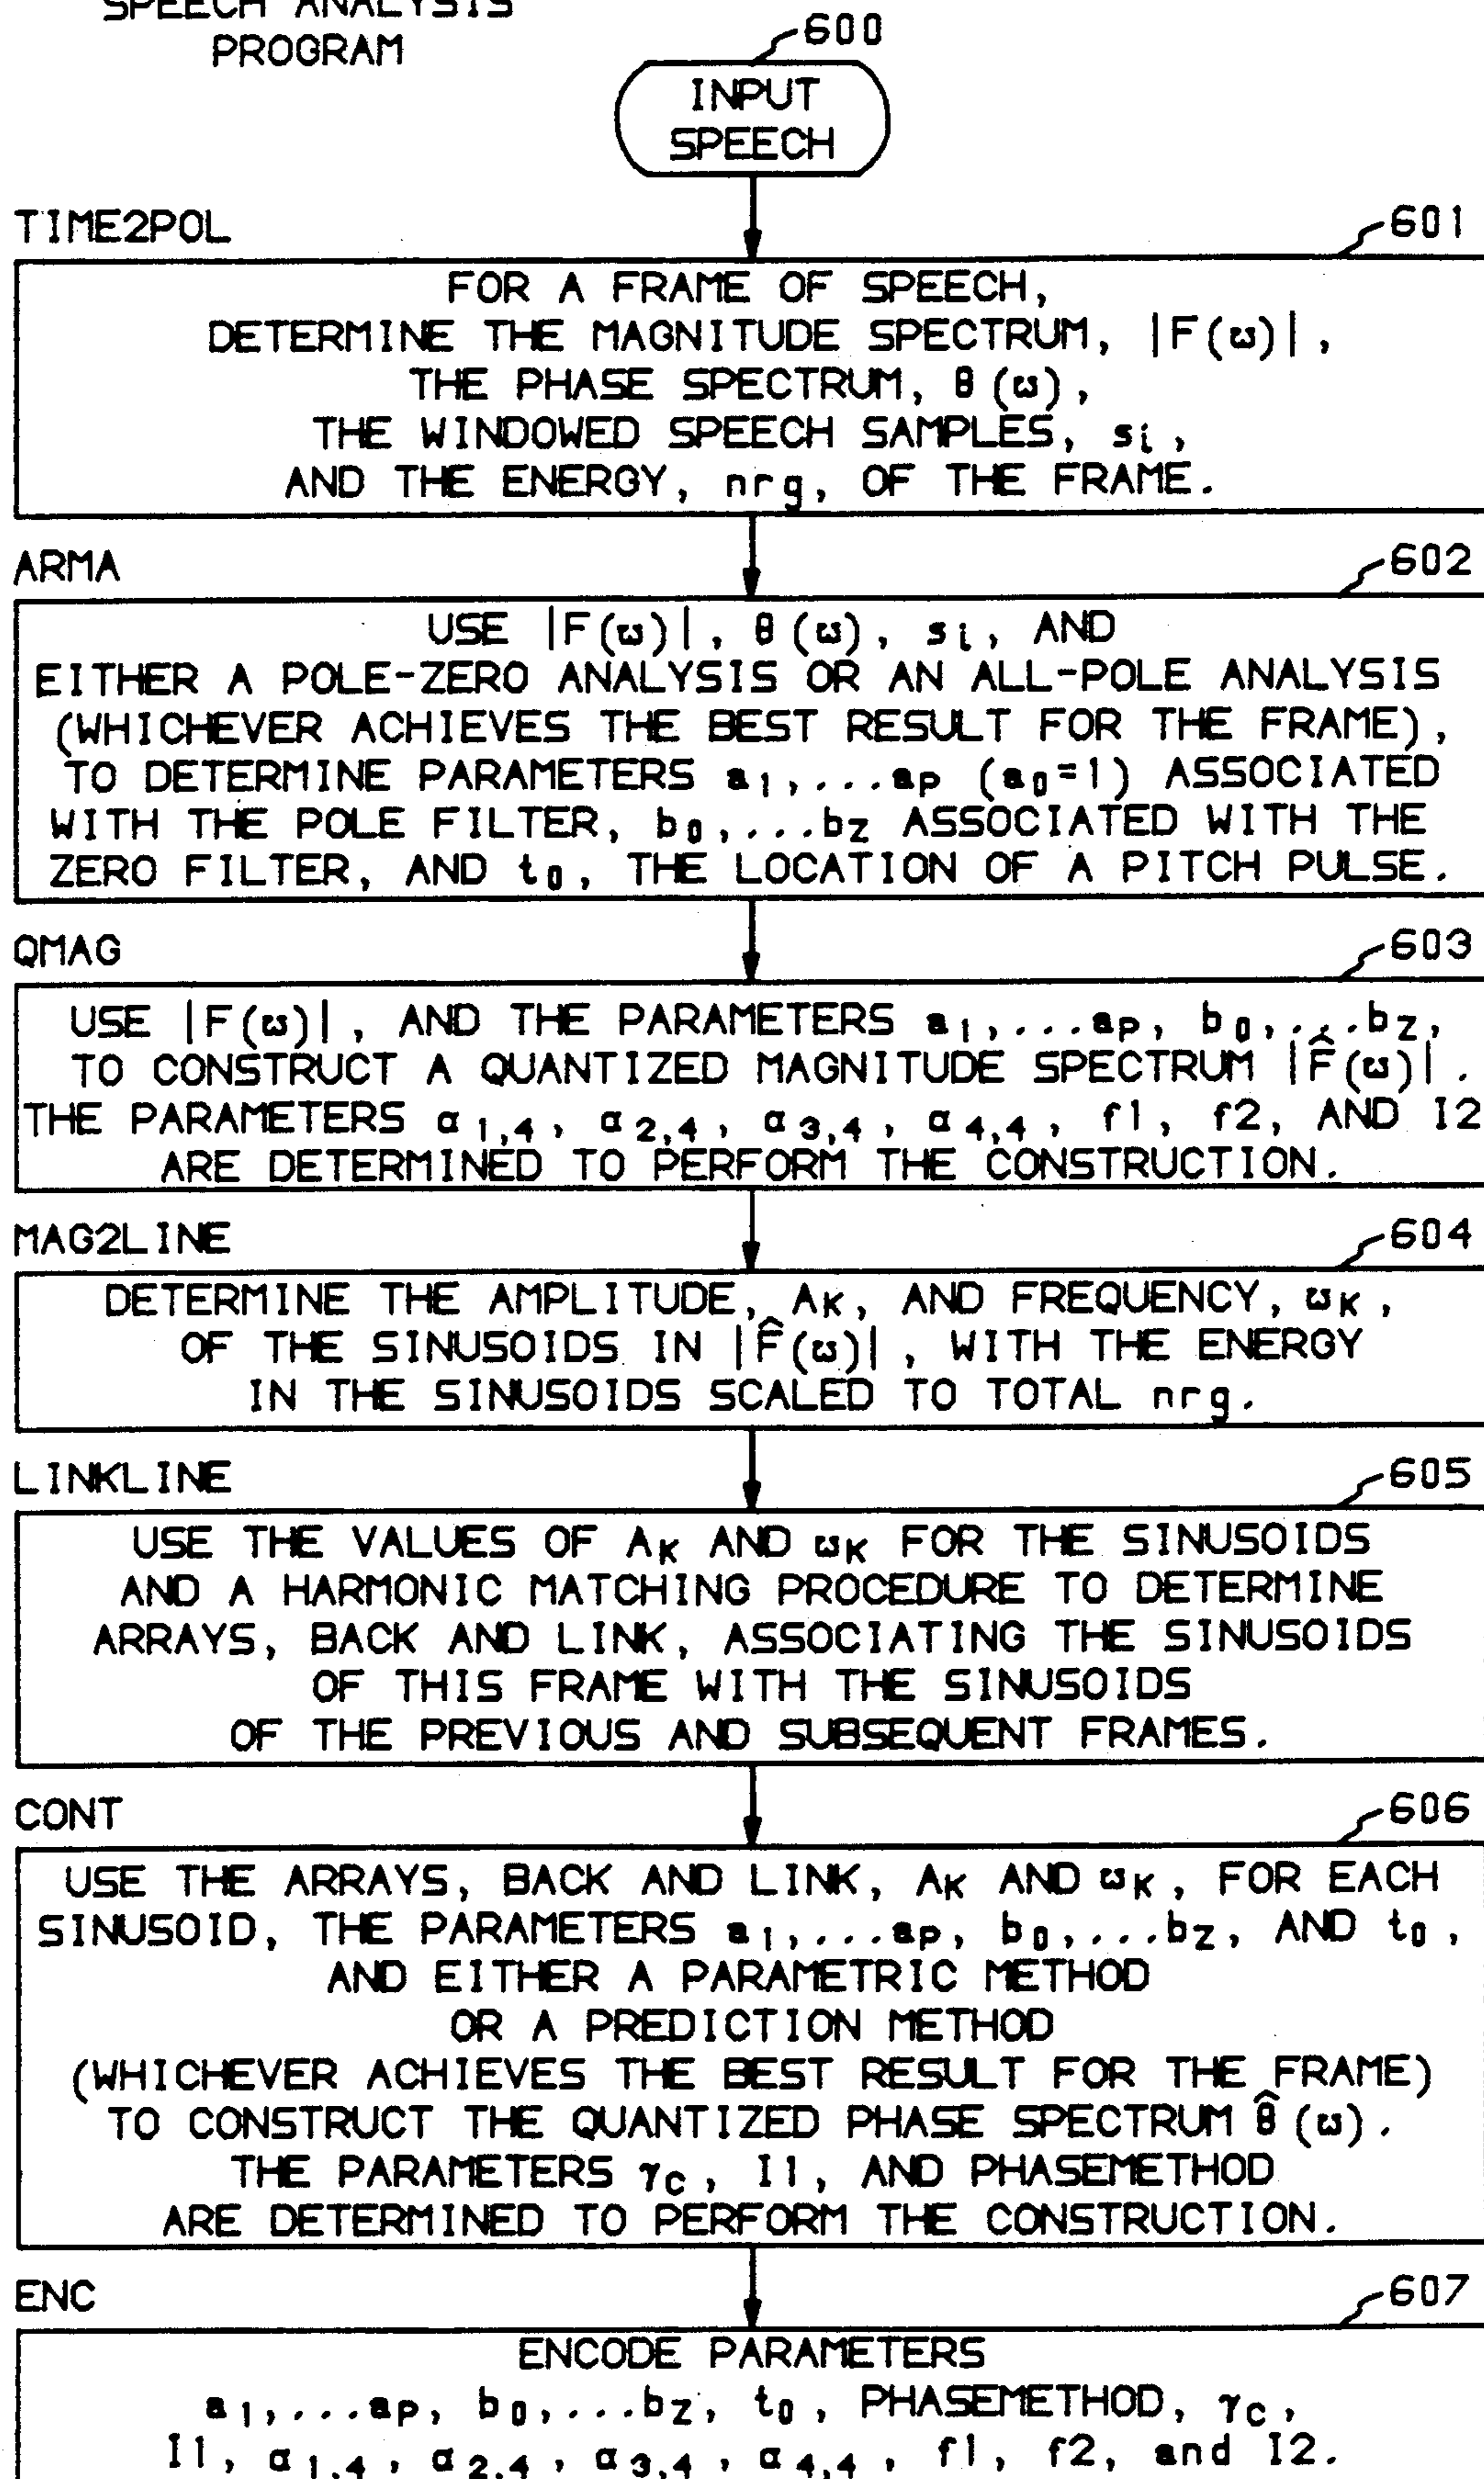 SPEECH ANALYSIS
PROGRAM
600
INPUT
SPEECH
TIME2POL
601
FOR A FRAME OF SPEECH,
DETERMINE THE MAGNITUDE SPECTRUM, |F(ω)|,
THE PHASE SPECTRUM, θ(ω),
THE WINDOWED SPEECH SAMPLES, si,
AND THE ENERGY, nrg, OF THE FRAME.
ARMA
602
USE |F(ω)|, θ(ω), si, AND
EITHER A POLE-ZERO ANALYSIS OR AN ALL-POLE ANALYSIS
(WHICHEVER ACHIEVES THE BEST RESULT FOR THE FRAME),
TO DETERMINE PARAMETERS a1,...aP (a0=1) ASSOCIATED
WITH THE POLE FILTER, b0,...bZ ASSOCIATED WITH THE
ZERO FILTER, AND t0, THE LOCATION OF A PITCH PULSE.
QMAG
603
USE |F(ω)|, AND THE PARAMETERS a1,...aP, b0,...bZ,
TO CONSTRUCT A QUANTIZED MAGNITUDE SPECTRUM |F̂(ω)|.
THE PARAMETERS α1,4, α2,4, α3,4, α4,4, f1, f2, AND I2
ARE DETERMINED TO PERFORM THE CONSTRUCTION.
MAG2LINE
604
DETERMINE THE AMPLITUDE, AK, AND FREQUENCY, ωK,
OF THE SINUSOIDS IN |F̂(ω)|, WITH THE ENERGY
IN THE SINUSOIDS SCALED TO TOTAL nrg.
LINKLINE
605
USE THE VALUES OF AK AND ωK FOR THE SINUSOIDS
AND A HARMONIC MATCHING PROCEDURE TO DETERMINE
ARRAYS, BACK AND LINK, ASSOCIATING THE SINUSOIDS
OF THIS FRAME WITH THE SINUSOIDS
OF THE PREVIOUS AND SUBSEQUENT FRAMES.
CONT
606
USE THE ARRAYS, BACK AND LINK, AK AND ωK, FOR EACH
SINUSOID, THE PARAMETERS a1,...aP, b0,...bZ, AND t0,
AND EITHER A PARAMETRIC METHOD
OR A PREDICTION METHOD
(WHICHEVER ACHIEVES THE BEST RESULT FOR THE FRAME)
TO CONSTRUCT THE QUANTIZED PHASE SPECTRUM θ̂(ω).
THE PARAMETERS γC, I1, AND PHASEMETHOD
ARE DETERMINED TO PERFORM THE CONSTRUCTION.
ENC
607
ENCODE PARAMETERS
a1,...aP, b0,...bZ, t0, PHASEMETHOD, γC,
I1, α1,4, α2,4, α3,4, α4,4, f1, f2, and I2.